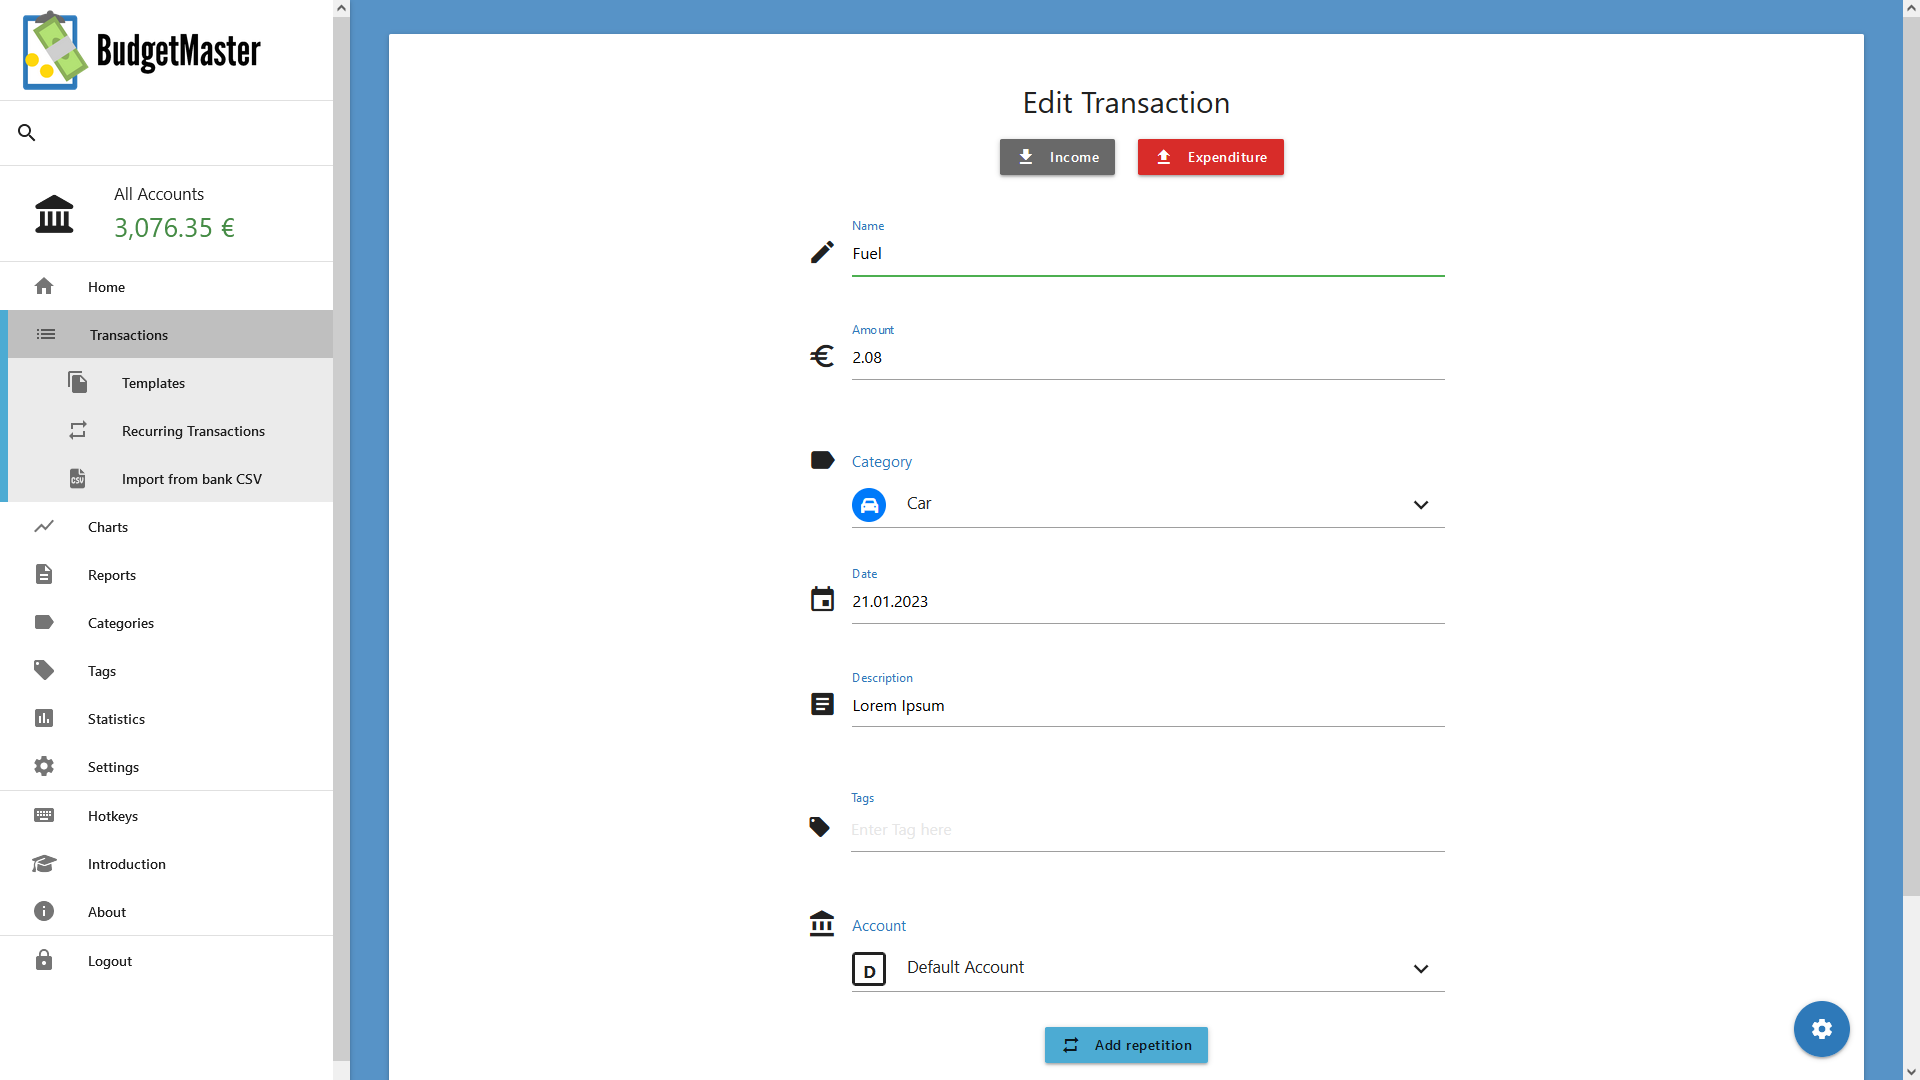 BudgetMaster
All Accounts
3,076.35 €
Home
Transactions
Templates
Recurring Transactions
CSV
Import from bank CSV
Charts
Reports
Categories
Tags
Statistics
Settings
Hotkeys
Introduction
About
Logout
Edit Transaction
Income
Expenditure
Name
Fuel
Amount
2.08
Category
Car
Date
21.01.2023
Description
Lorem Ipsum
Tags
Enter Tag here
Account
D
Default Account
Add repetition